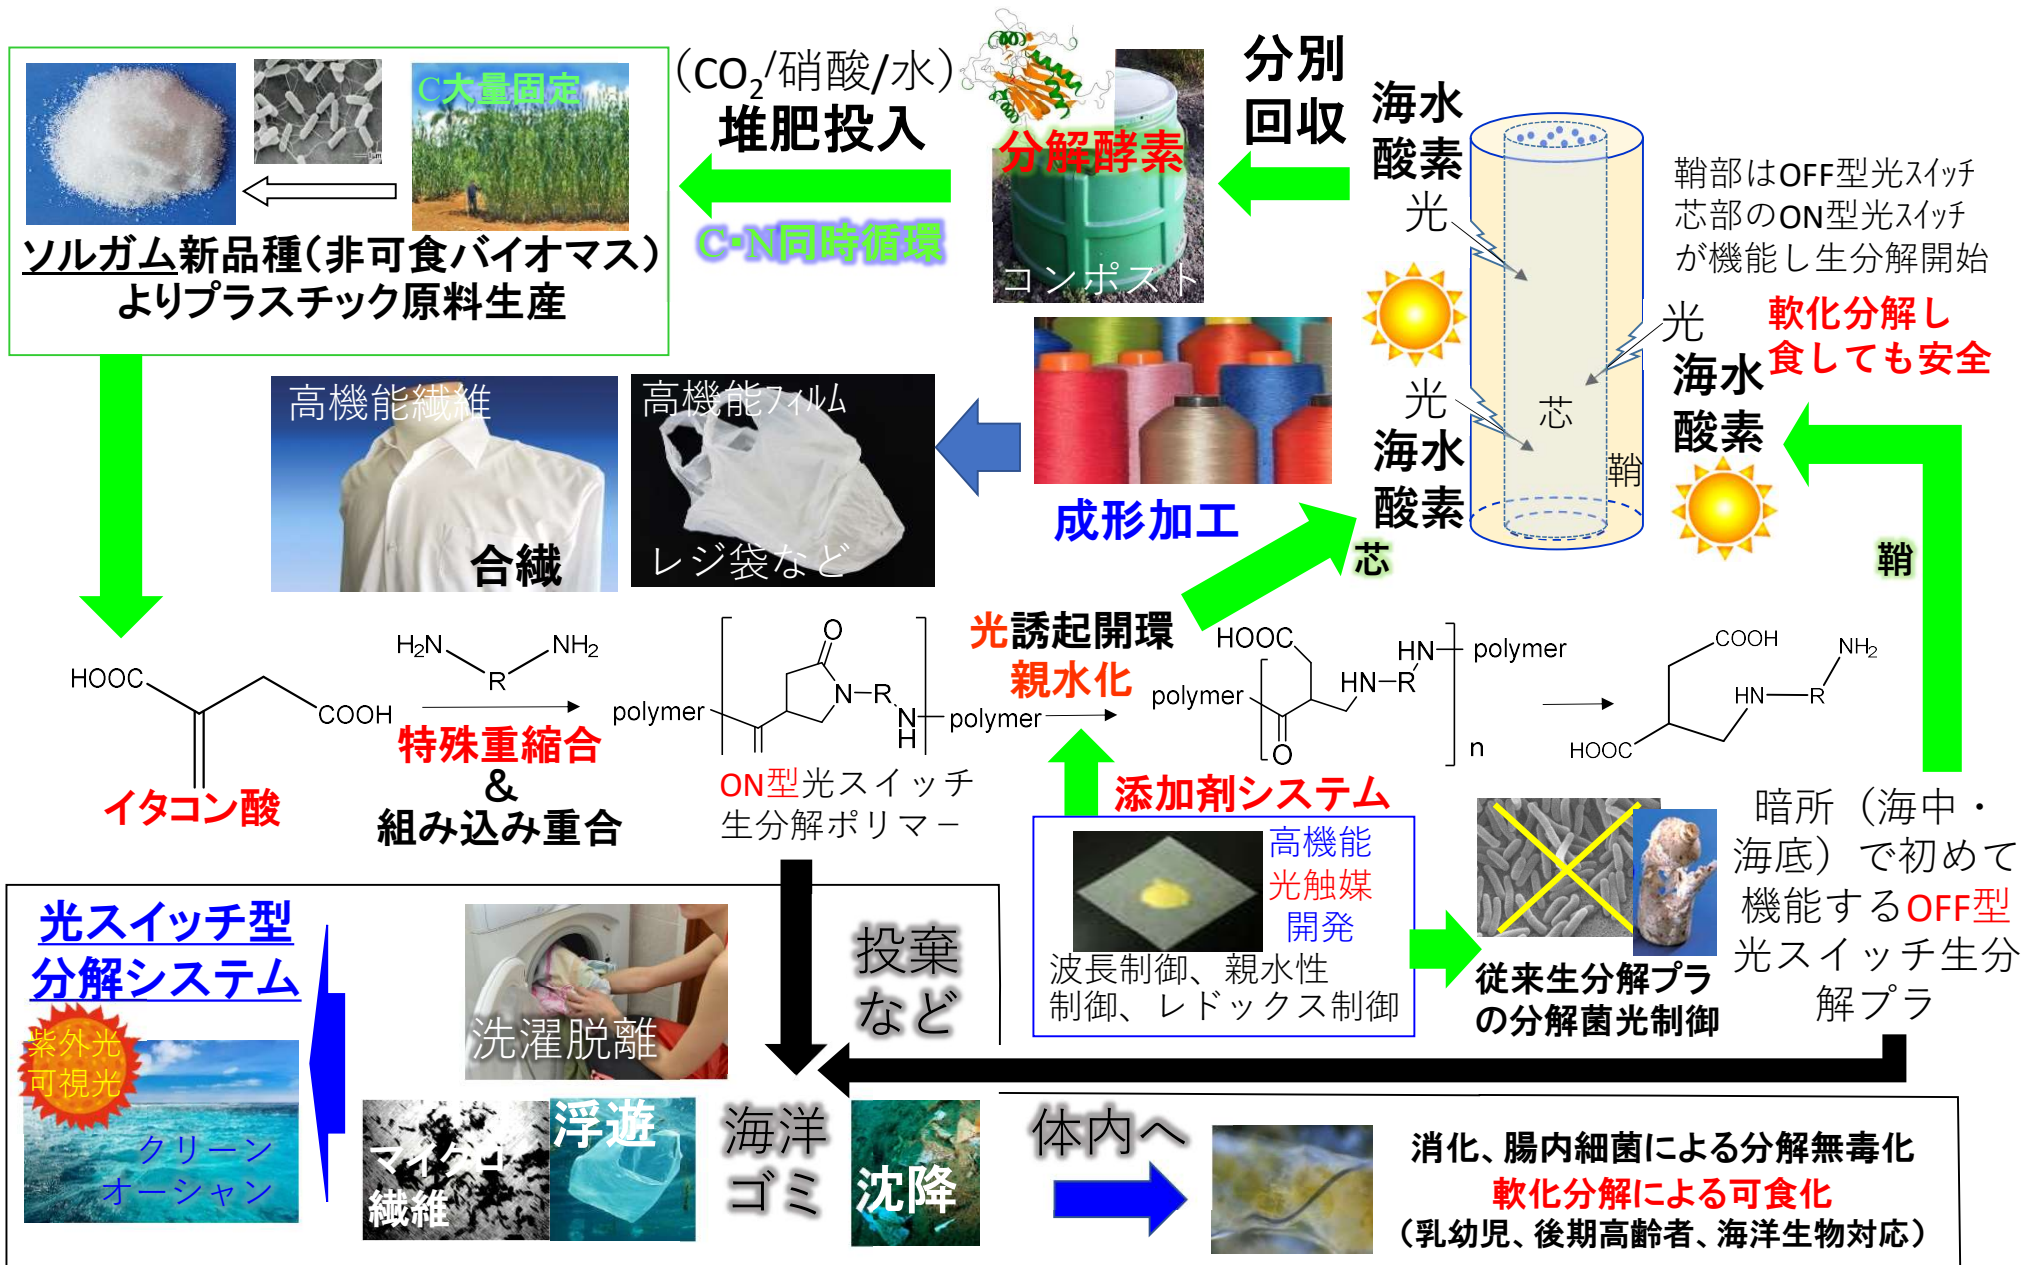 C大量固定
ソルガム新品種（非可食バイオマス）
よりプラスチック原料生産
（CO2/硝酸/水）
堆肥投入
C・N同時循環
分解酵素
コンポスト
分別
回収
海水
酸素
光
鞘部はOFF型光スイッチ
芯部のON型光スイッチ
が機能し生分解開始
光
軟化分解し
食しても安全
海水
酸素
光
海水
酸素
芯
鞘
芯
鞘
高機能繊維
合繊
高機能フィルム
レジ袋など
成形加工
HOOC
COOH
イタコン酸
H2N
NH2
R
特殊重縮合
&
組み込み重合
polymer
O
N
R
N
H
polymer
ON型光スイッチ
生分解ポリマー
光誘起開環
親水化
HOOC
HN
polymer
polymer
HN
R
O
n
COOH
NH2
HN
R
HOOC
添加剤システム
高機能
光触媒
開発
波長制御、親水性
制御、レドックス制御
従来生分解プラ
の分解菌光制御
暗所（海中・
海底）で初めて
機能するOFF型
光スイッチ生分
解プラ
光スイッチ型
分解システム
紫外光
可視光
クリーン
オーシャン
洗濯脱離
投棄
など
マイクロ
繊維
浮遊
海洋
ゴミ
沈降
体内へ
消化、腸内細菌による分解無毒化
軟化分解による可食化
（乳幼児、後期高齢者、海洋生物対応）